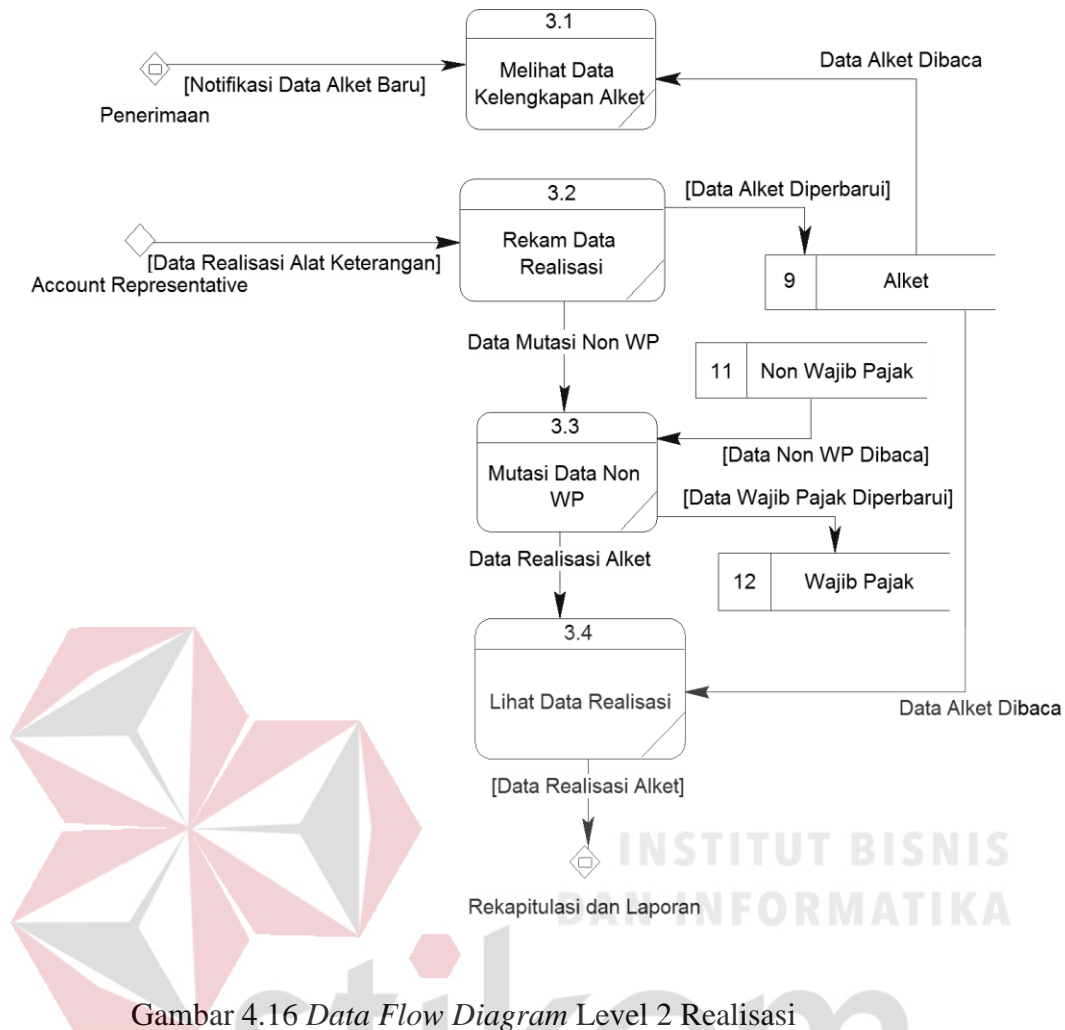 3.1
Melihat Data
Kelengkapan Alket
[Notifikasi Data Alket Baru]
Penerimaan
Data Alket Dibaca
3.2
Rekam Data
Realisasi
[Data Alket Diperbarui]
[Data Realisasi Alat Keterangan]
Account Representative
9
Alket
Data Mutasi Non WP
11
Non Wajib Pajak
3.3
Mutasi Data Non
WP
[Data Non WP Dibaca]
[Data Wajib Pajak Diperbarui]
Data Realisasi Alket
12
Wajib Pajak
3.4
Lihat Data Realisasi
Data Alket Dibaca
[Data Realisasi Alket]
INSTITUT BISNIS
DAN INFORMATIKA
Rekapitulasi dan Laporan
Gambar 4.16 Data Flow Diagram Level 2 Realisasi